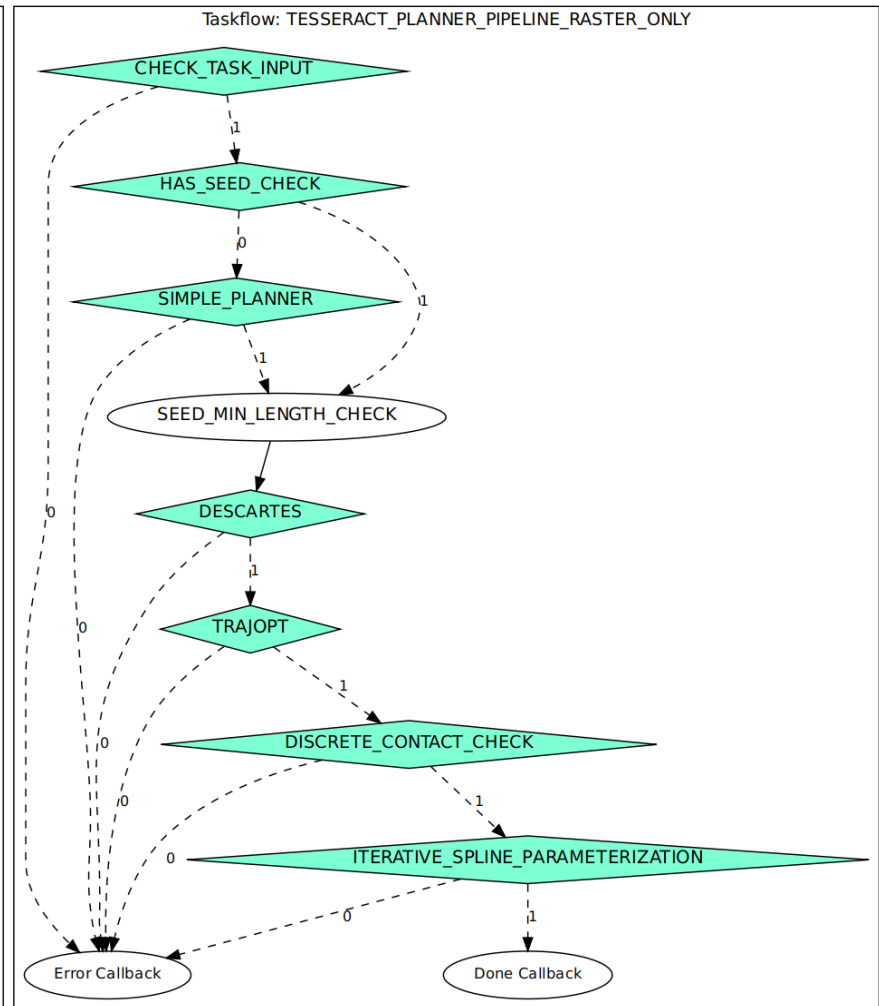 Taskflow: TESSERACT_PLANNER_PIPELINE_RASTER_ONLY
CHECK_TASK_INPUT
1
HAS_SEED_CHECK
0
SIMPLE_PLANNER
1
1
SEED_MIN_LENGTH_CHECK
DESCARTES
0
1
TRAJOPT
0
1
DISCRETE_CONTACT_CHECK
0
0
1
0
ITERATIVE_SPLINE_PARAMETERIZATION
0
1
Error Callback
Done Callback